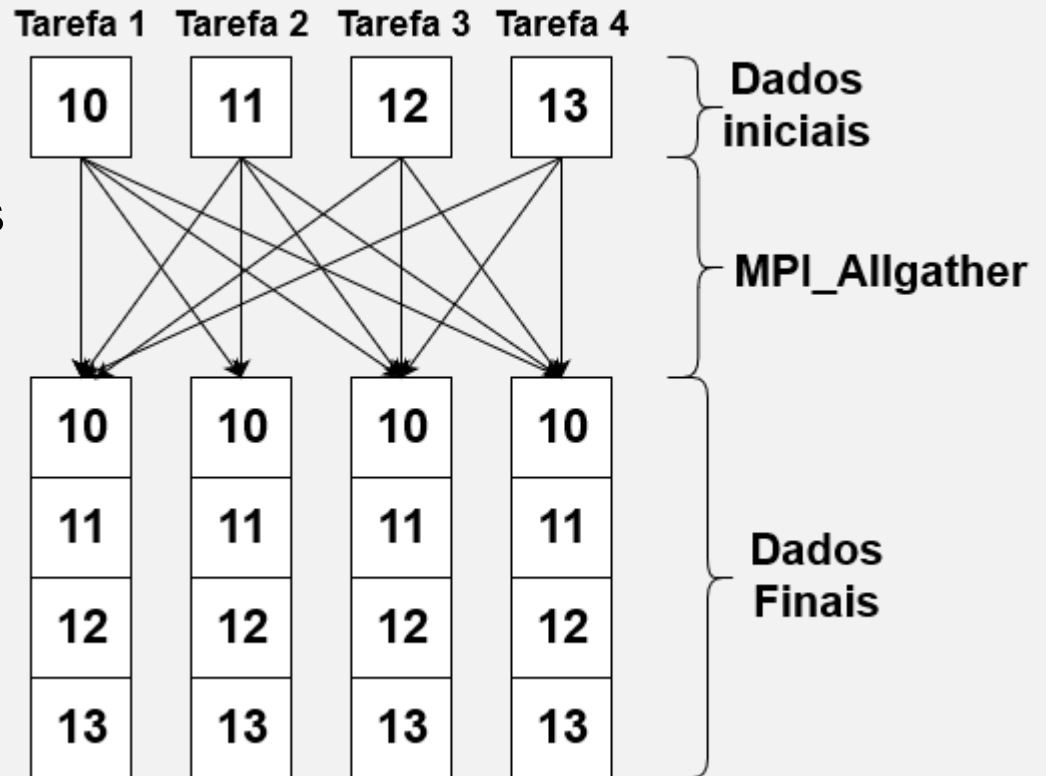 Tarefa 1 Tarefa 2 Tarefa 3 Tarefa 4
10 11 12 13
Dados
iniciais
s
MPI_Allgather
10 10 10 10
11 11 11 11
12 12 12 12
13 13 13 13
Dados
Finais